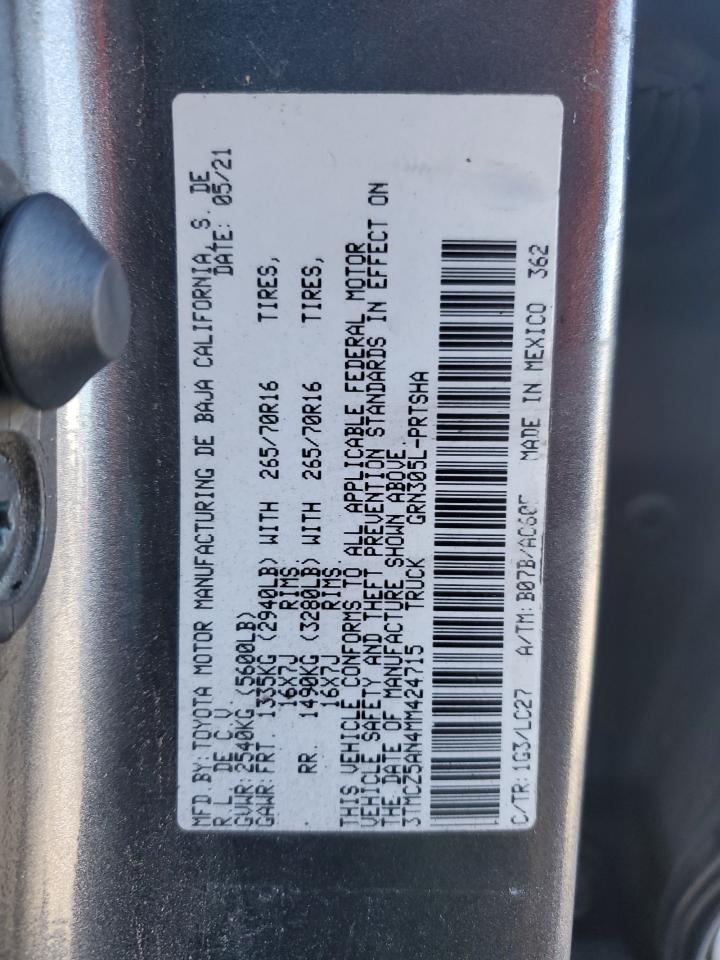 MFD.BY: TOYOTA MOTOR MANUFACTURING DE BAJA CALIFORNIA, S. DE
R.L. DE C.V. DATE: 05/21
GVWR: 2540KG (5600LB)
GAWR: FRT. 1335KG (2940LB) WITH 265/70R16 TIRES,
16X7J RIMS.
RR. 1490KG (3280LB) WITH 265/70R16 TIRES,
16X7J RIMS.
THIS VEHICLE CONFORMS TO ALL APPLICABLE FEDERAL MOTOR
VEHICLE SAFETY AND THEFT PREVENTION STANDARDS IN EFFECT ON
THE DATE OF MANUFACTURE SHOWN ABOVE.
3TMCZ5AN4MM424715 TRUCK GRN305L-PRTSHA
C/TR: 1G3/LC27 A/TM: MADE IN MEXICO 362